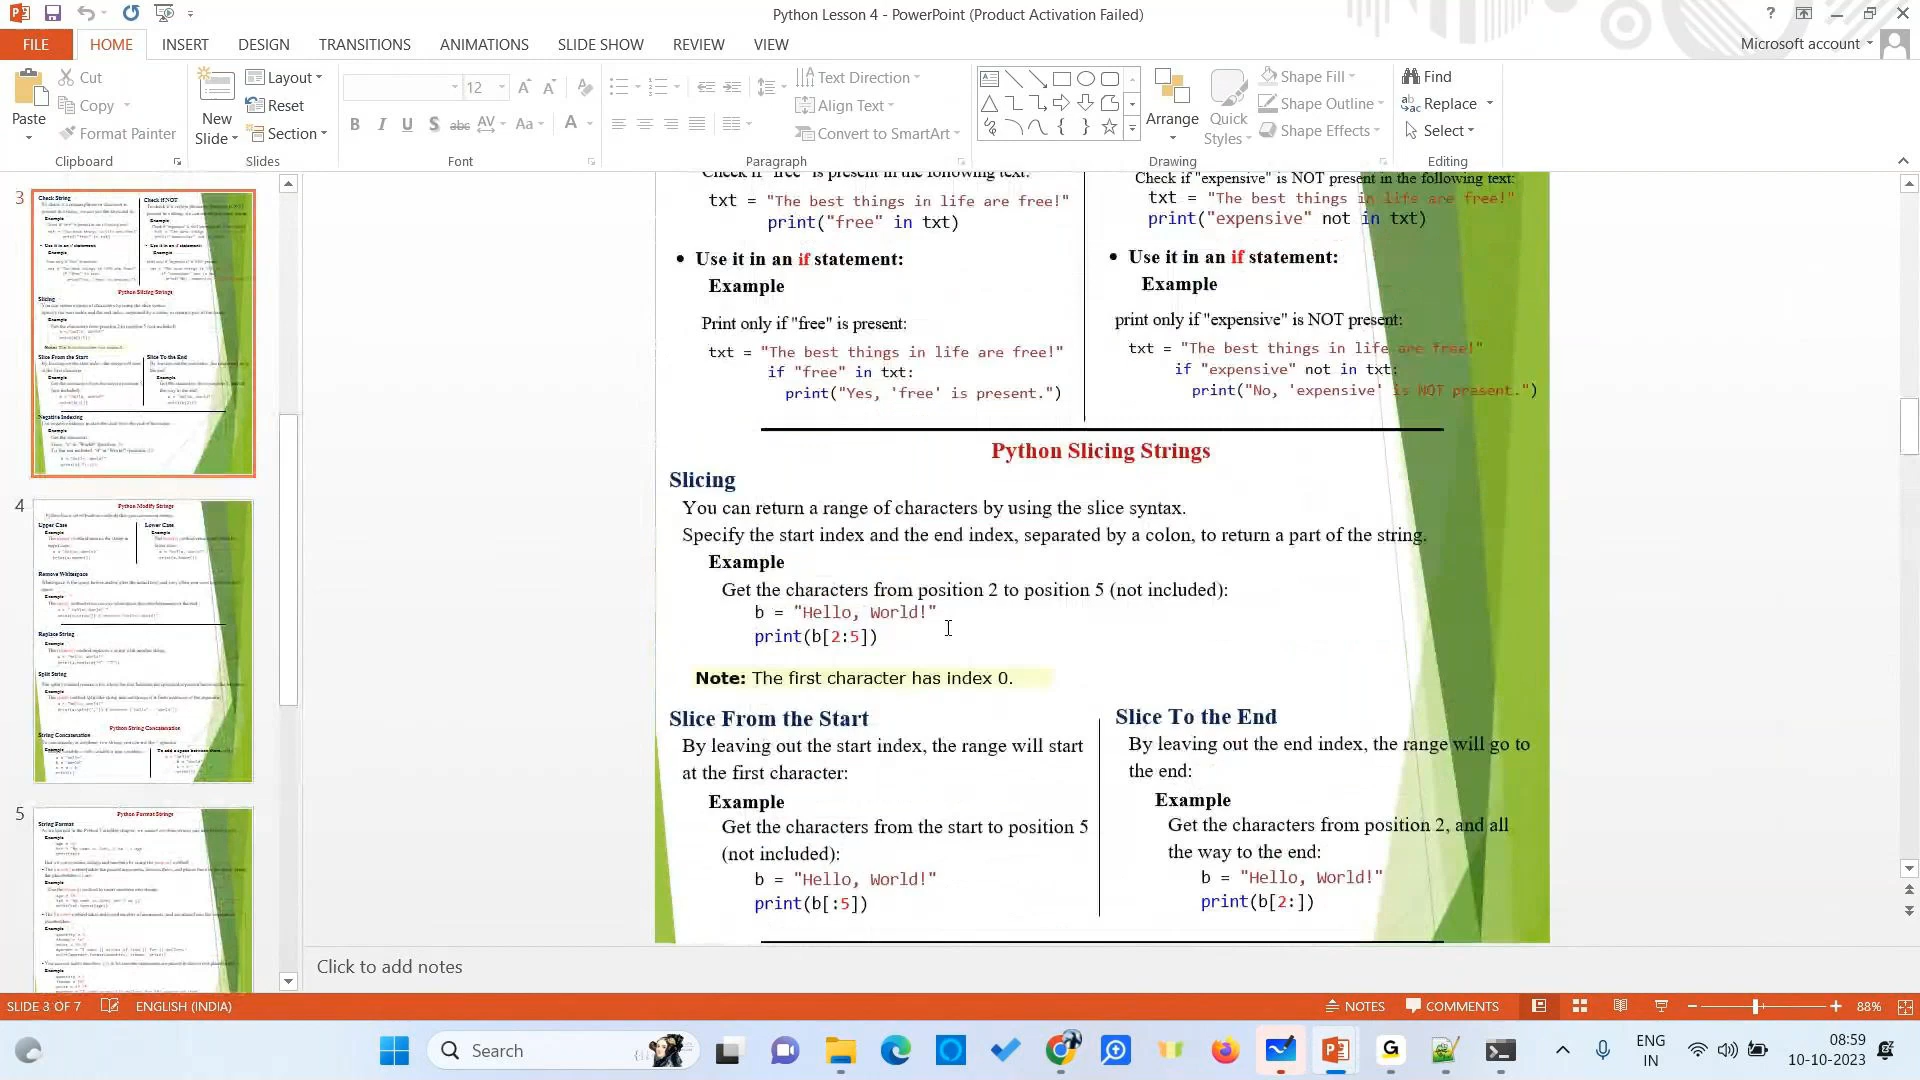 Python Lesson 4 - PowerPoint (Product Activation Failed)
FILE HOME INSERT DESIGN TRANSITIONS ANIMATIONS SLIDE SHOW REVIEW VIEW
Microsoft account
Paste
Cut
Copy
Format Painter
Clipboard
New
Slide
Layout
Reset
Section
Slides
12
Font
Text Direction
Align Text
Convert to SmartArt
Paragraph
Arrange
Quick
Styles
Shape Fill
Shape Outline
Shape Effects
Drawing
Find
Replace
Select
Editing
3
4
5
Check if "free" is present in the following text:
txt = "The best things in life are free!"
print("free" in txt)
• Use it in an if statement:
Example
Print only if "free" is present:
txt = "The best things in life are free!"
if "free" in txt:
print("Yes, 'free' is present.")
Check if "expensive" is NOT present in the following text:
txt = "The best things in life are free!"
print("expensive" not in txt)
• Use it in an if statement:
Example
print only if "expensive" is NOT present:
txt = "The best things in life are free!"
if "expensive" not in txt:
print("No, 'expensive' is NOT present.")
Python Slicing Strings
Slicing
You can return a range of characters by using the slice syntax.
Specify the start index and the end index, separated by a colon, to return a part of the string.
Example
Get the characters from position 2 to position 5 (not included):
b = "Hello, World!"
print(b[2:5])
Note: The first character has index 0.
Slice From the Start
By leaving out the start index, the range will start
at the first character:
Example
Get the characters from the start to position 5
(not included):
b = "Hello, World!"
print(b[:5])
Slice To the End
By leaving out the end index, the range will go to
the end:
Example
Get the characters from position 2, and all
the way to the end:
b = "Hello, World!"
print(b[2:])
Click to add notes
SLIDE 3 OF 7
ENGLISH (INDIA)
NOTES
COMMENTS
88%
Search
ENG
IN
08:59
10-10-2023